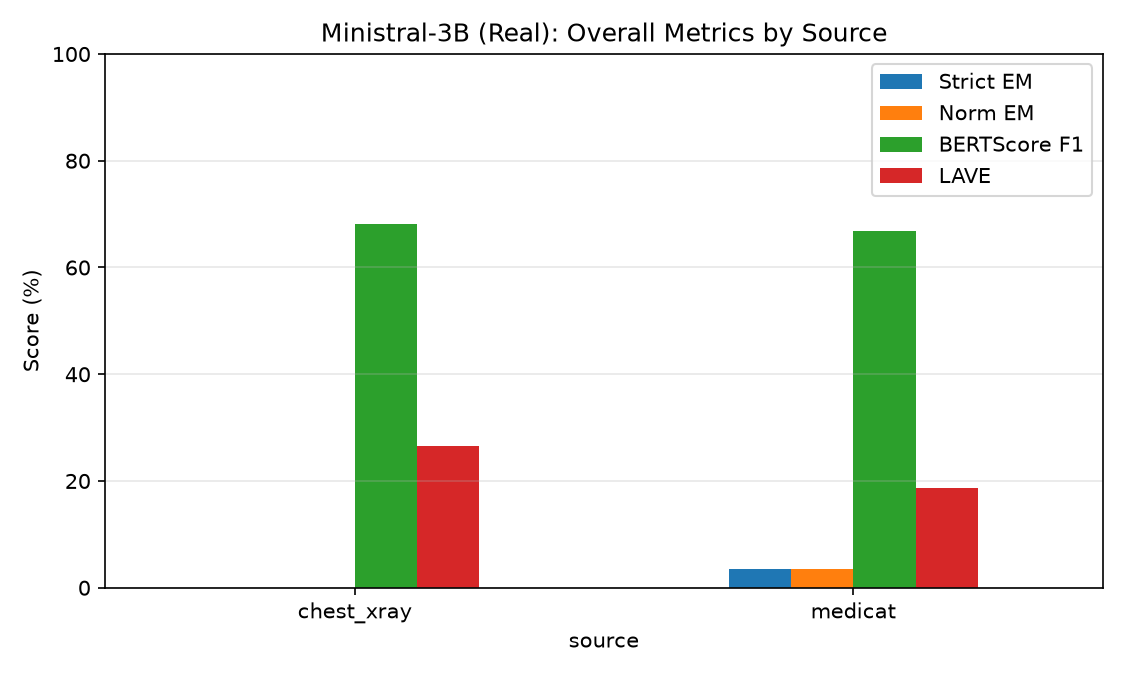 Ministral-3B (Real): Overall Metrics by Source
100
80
60
40
20
0
Score (%)
Strict EM
Norm EM
BERTScore F1
LAVE
chest_xray
medicat
source